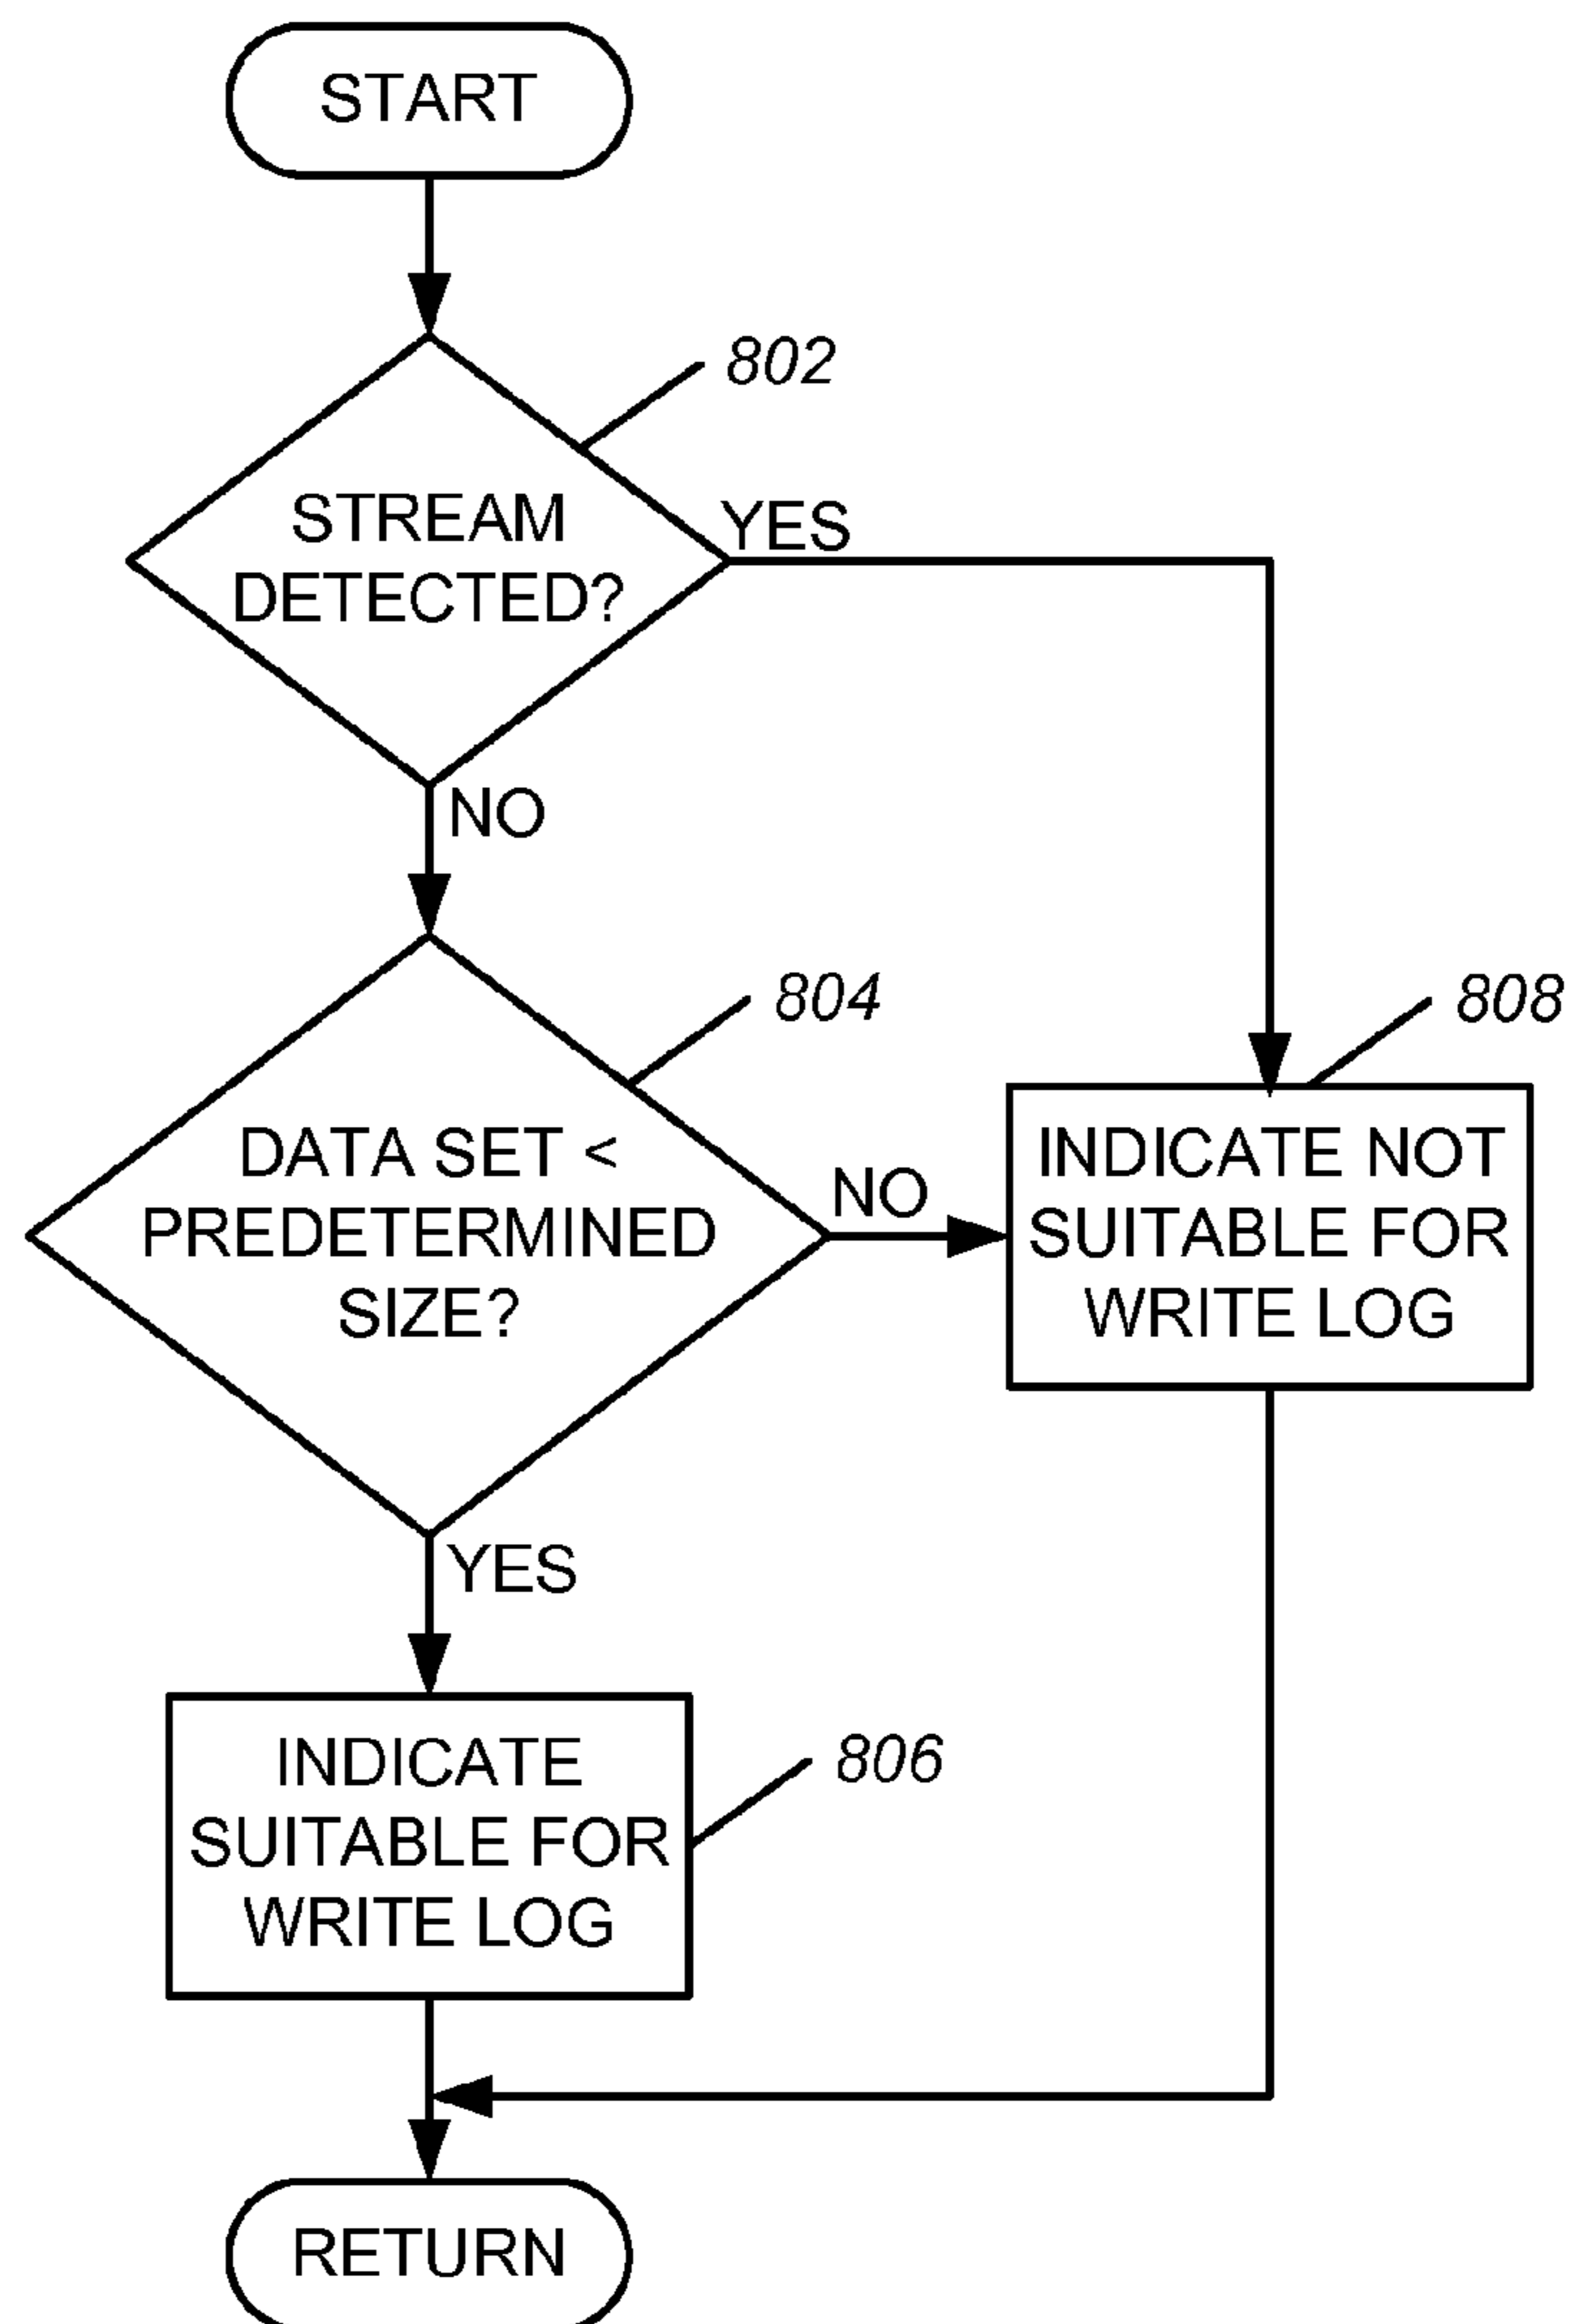 START
802
STREAM
DETECTED?
YES
NO
804
DATA SET <
PREDETERMINED
SIZE?
NO
808
INDICATE NOT
SUITABLE FOR
WRITE LOG
YES
INDICATE
SUITABLE FOR
WRITE LOG
806
RETURN